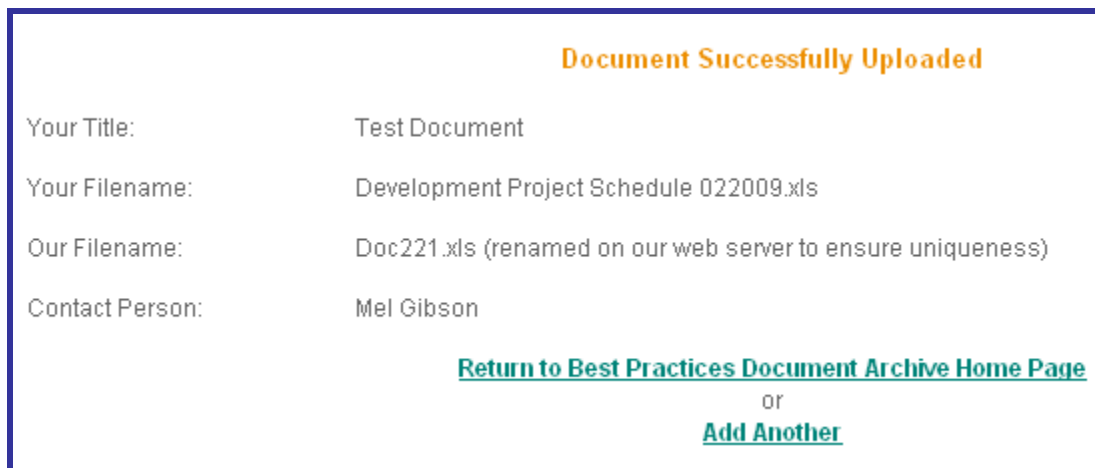 Document Successfully Uploaded
Your Title: Test Document
Your Filename: Development Project Schedule 022009.xls
Our Filename: Doc221.xls (renamed on our web server to ensure uniqueness)
Contact Person: Mel Gibson
Return to Best Practices Document Archive Home Page
or
Add Another